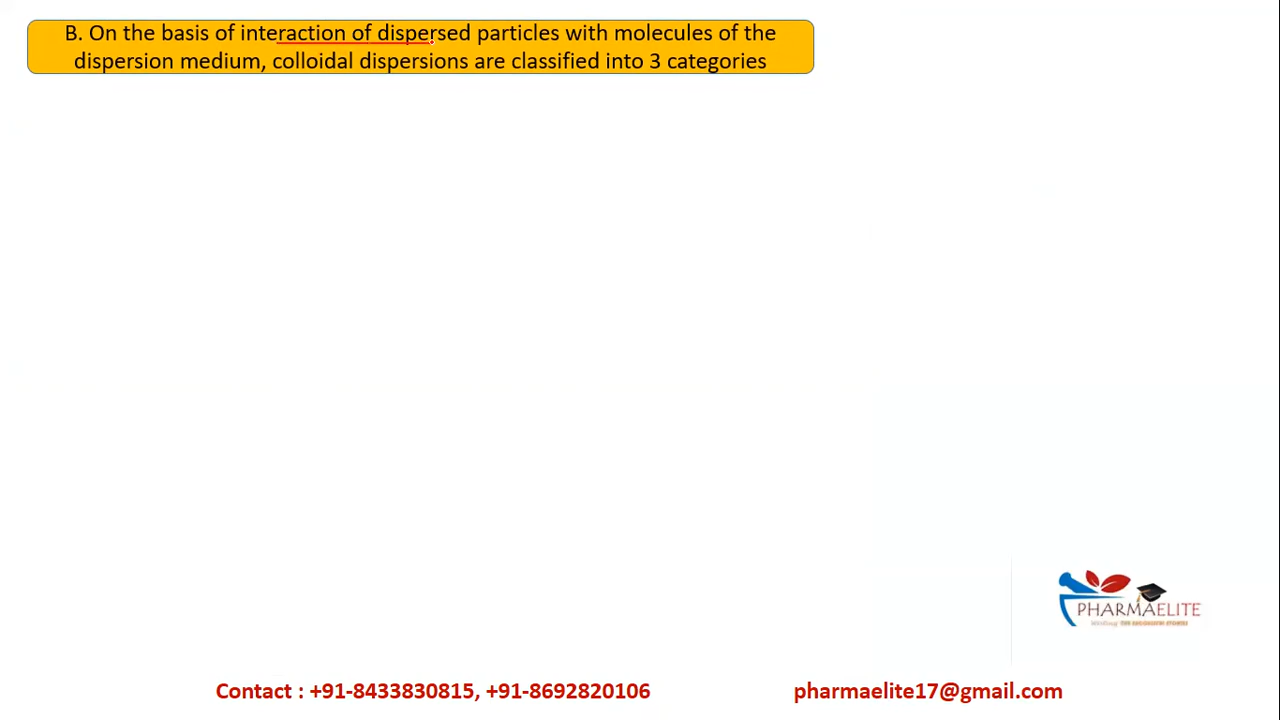 B. On the basis of interaction of dispersed particles with molecules of the
dispersion medium, colloidal dispersions are classified into 3 categories
PHARMAELITE
Contact : +91-8433830815, +91-8692820106
pharmaelite17@gmail.com